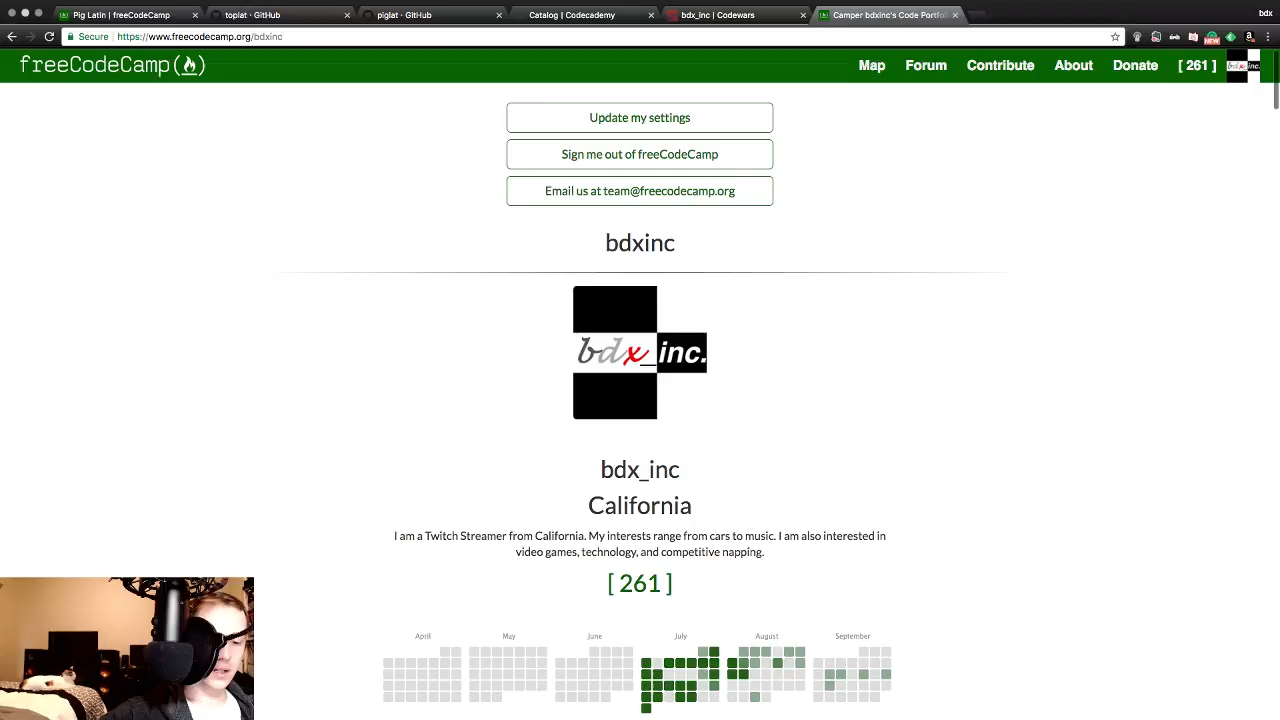 Pig Latin | freeCodeCamp
toplat · GitHub
piglat · GitHub
Catalog | Codecademy
bdx_inc | Codewars
Camper bdxinc's Code Portfoli
bdx
Secure
https://www.freecodecamp.org/bdxinc
NEW
freeCodeCamp
Map
Forum
Contribute
About
Donate
[ 261 ]
bdx_inc.
Update my settings
Sign me out of freeCodeCamp
Email us at team@freecodecamp.org
bdxinc
bdx_inc.
bdx_inc
California
I am a Twitch Streamer from California. My interests range from cars to music. I am also interested in
video games, technology, and competitive napping.
[ 261 ]
April May June July August September